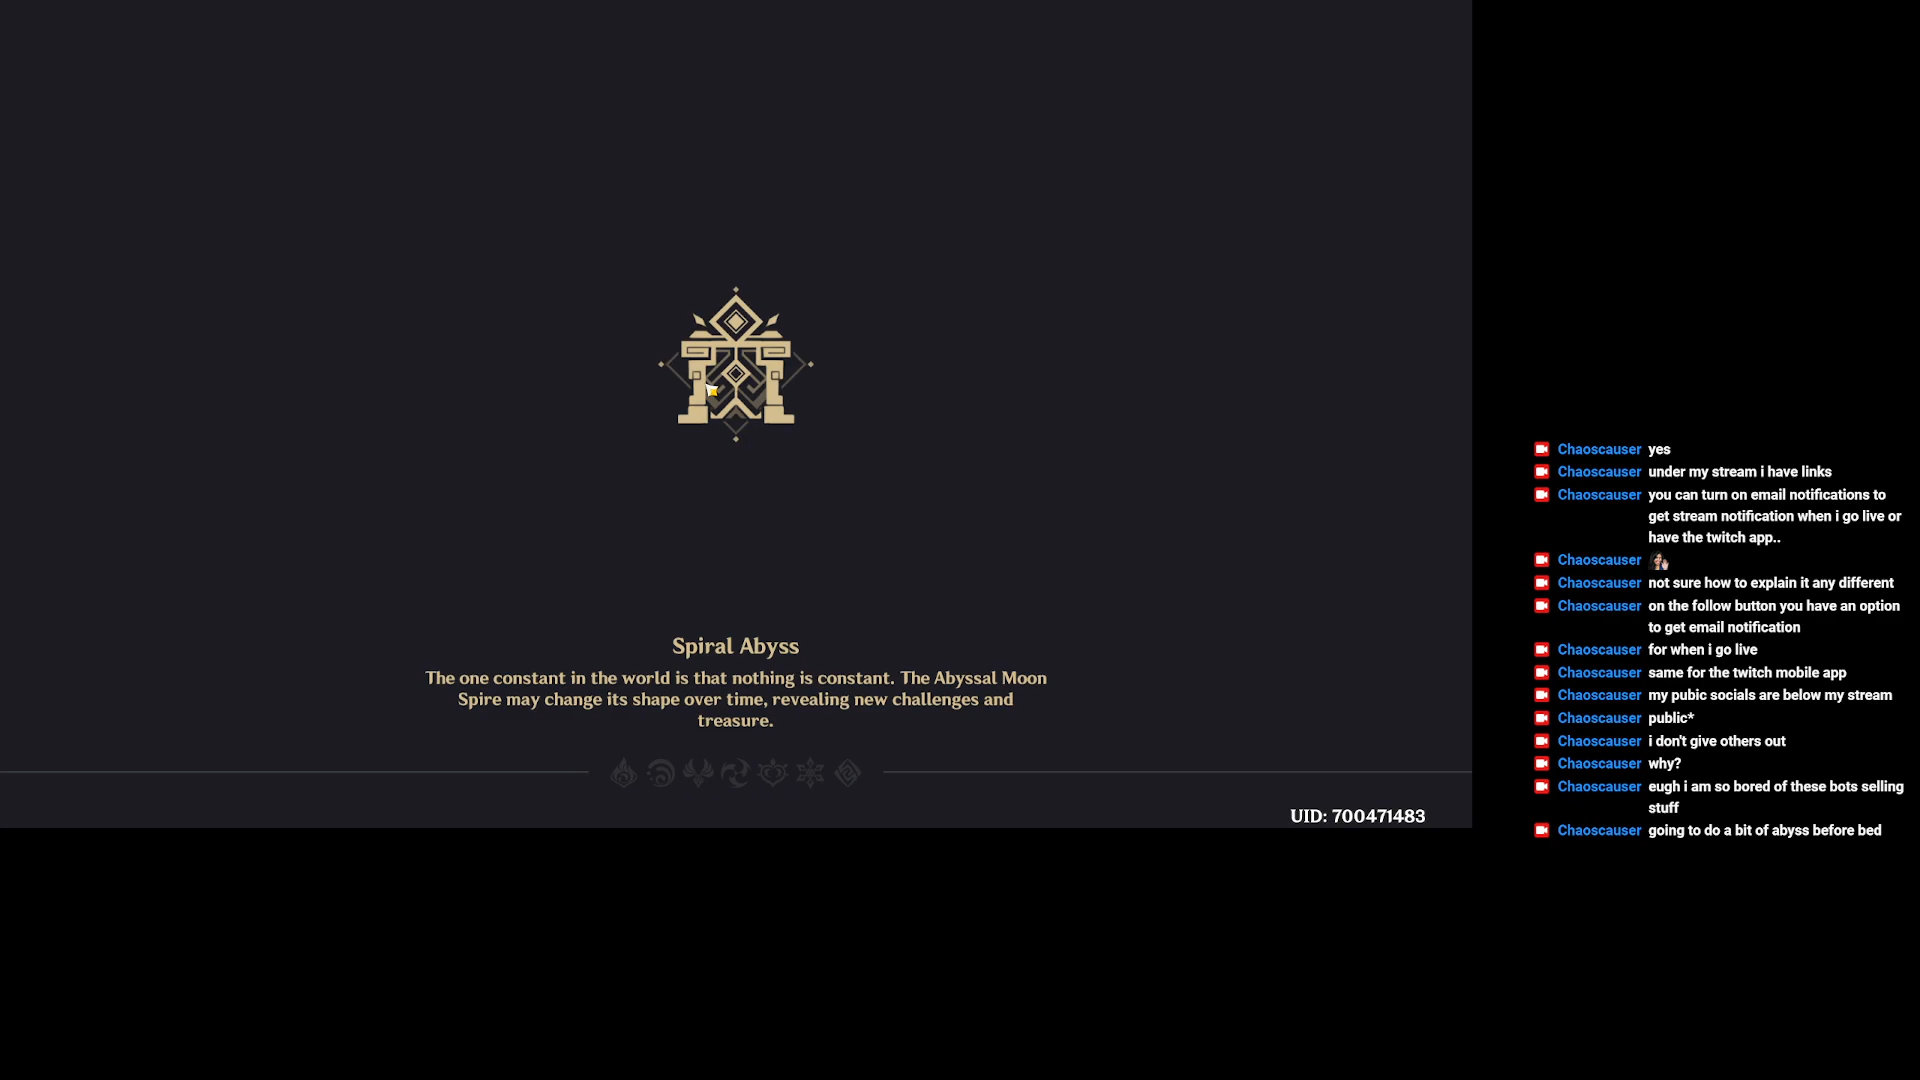 Spiral Abyss
The one constant in the world is that nothing is constant. The Abyssal Moon
Spire may change its shape over time, revealing new challenges and
treasure.
UID: 700471483
Chaoscauser yes
Chaoscauser under my stream i have links
Chaoscauser you can turn on email notifications to
get stream notification when i go live or
have the twitch app..
Chaoscauser
Chaoscauser not sure how to explain it any different
Chaoscauser on the follow button you have an option
to get email notification
Chaoscauser for when i go live
Chaoscauser same for the twitch mobile app
Chaoscauser my pubic socials are below my stream
Chaoscauser public*
Chaoscauser i don't give others out
Chaoscauser why?
Chaoscauser eugh i am so bored of these bots selling
stuff
Chaoscauser going to do a bit of abyss before bed